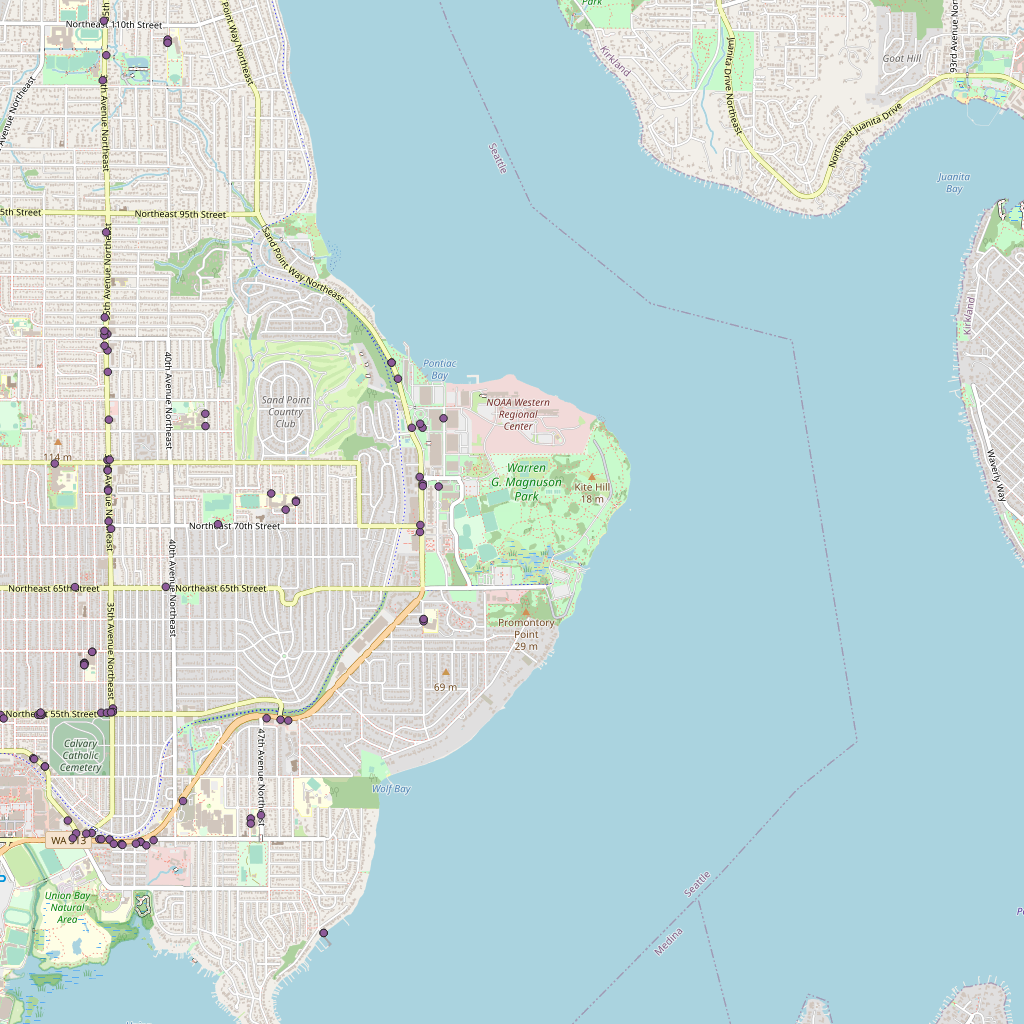 Northeast 110th Street
Point Way Northeast
Park
Kirkland
Juanita Drive Northeast
Goat Hill
93rd Avenue Nor
Northeast Juanita Drive
Avenue Northeast
Avenue Northeast
Seattle
Juanita
Bay
5th Street
Northeast 95th Street
Sand Point Way Northeast
5th Avenue Northeast
Kirkland
40th Avenue Northeast
Pontiac
Bay
Sand Point
Country
Club
NOAA Western
Regional
Center
114 m
Warren
G. Magnuson
Park
Kite Hill
18 m
Waverly Way
Northeast 70th Street
40th Avenue Northeast
Northeast 65th Street
Northeast 65th Street
35th Avenue Northeast
Promontory
Point
29 m
69 m
Northeast 55th Street
Calvary
Catholic
Cemetery
47th Avenue Northeast
Wolf Bay
WA 513
Union Bay
Natural
Area
Seattle
Medina
Union